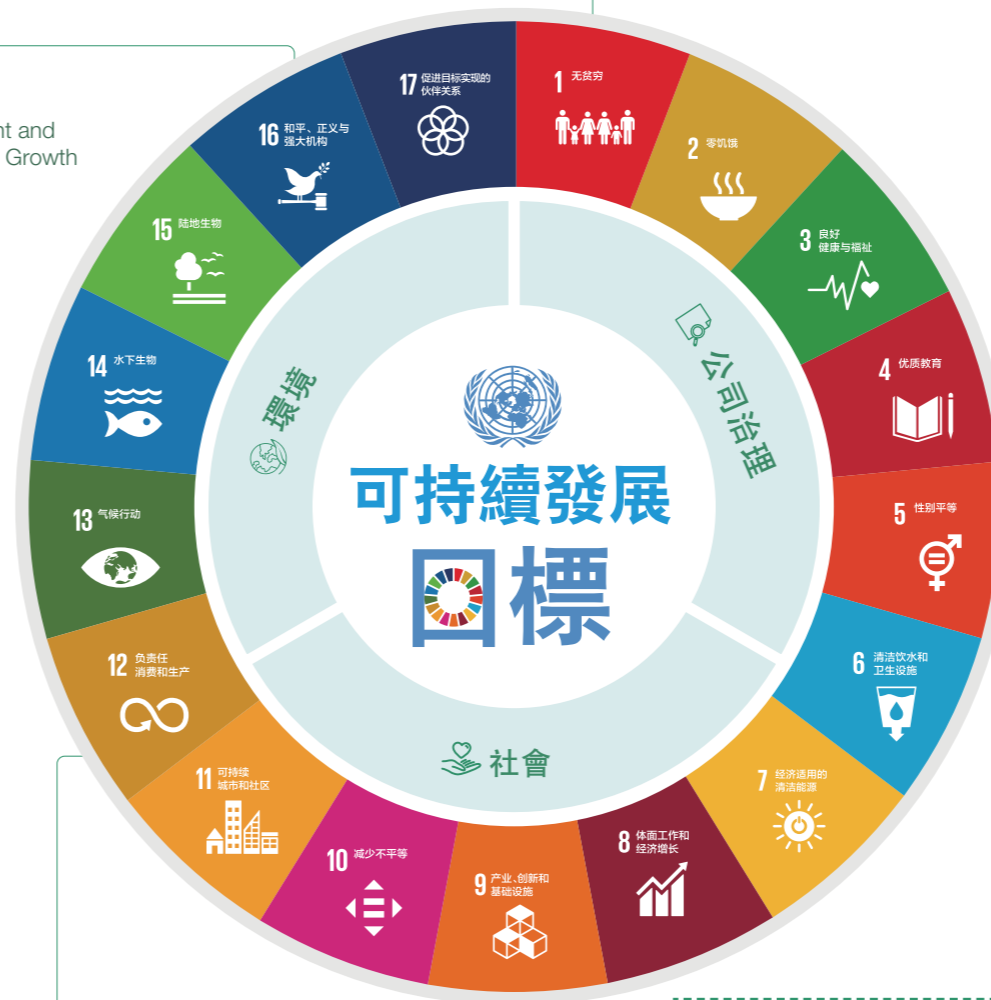 nt and
Growth
1 无贫穷
2 零饥饿
3 良好
健康与福祉
4 优质教育
5 性别平等
6 清洁饮水和
卫生设施
7 经济适用的
清洁能源
8 体面工作和
经济增长
9 产业、创新和
基础设施
10 减少不平等
11 可持续
城市和社区
12 负责任
消费和生产
13 气候行动
14 水下生物
15 陆地生物
16 和平、正义与
强大机构
17 促进目标实现的
伙伴关系
環境
公司治理
社會
可持續發展
目標